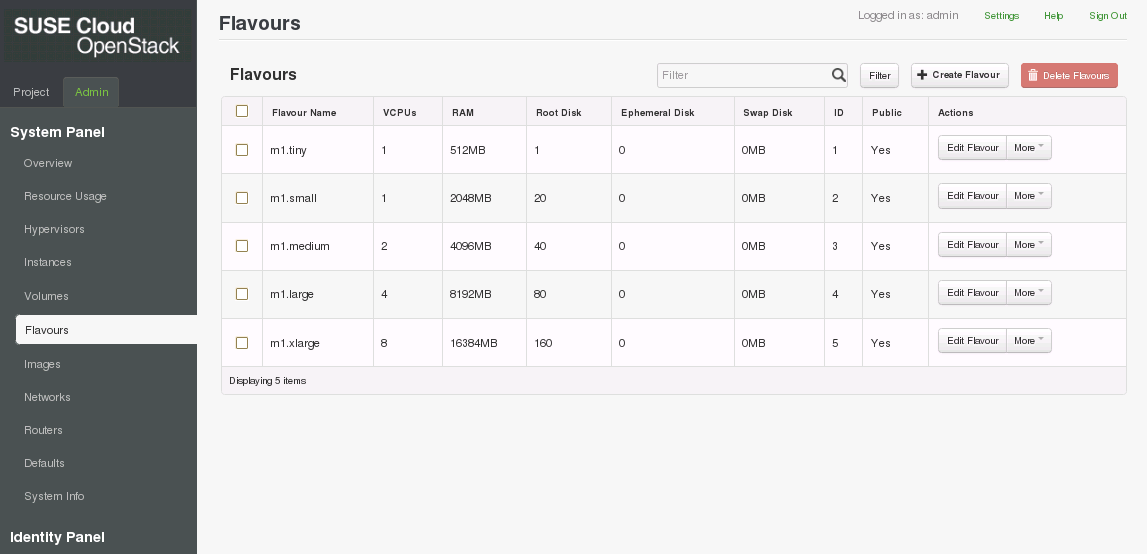 SUSE Cloud
OpenStack
Project Admin
System Panel
Overview
Resource Usage
Hypervisors
Instances
Volumes
Flavours
Images
Networks
Routers
Defaults
System Info
Identity Panel
Flavours
Logged in as: admin Settings Help Sign Out
Flavours
Filter Filter Create Flavour Delete Flavours
Flavour Name VCPUs RAM Root Disk Ephemeral Disk Swap Disk ID Public Actions
m1.tiny 1 512MB 1 0 0MB 1 Yes Edit Flavour More
m1.small 1 2048MB 20 0 0MB 2 Yes Edit Flavour More
m1.medium 2 4096MB 40 0 0MB 3 Yes Edit Flavour More
m1.large 4 8192MB 80 0 0MB 4 Yes Edit Flavour More
m1.xlarge 8 16384MB 160 0 0MB 5 Yes Edit Flavour More
Displaying 5 items